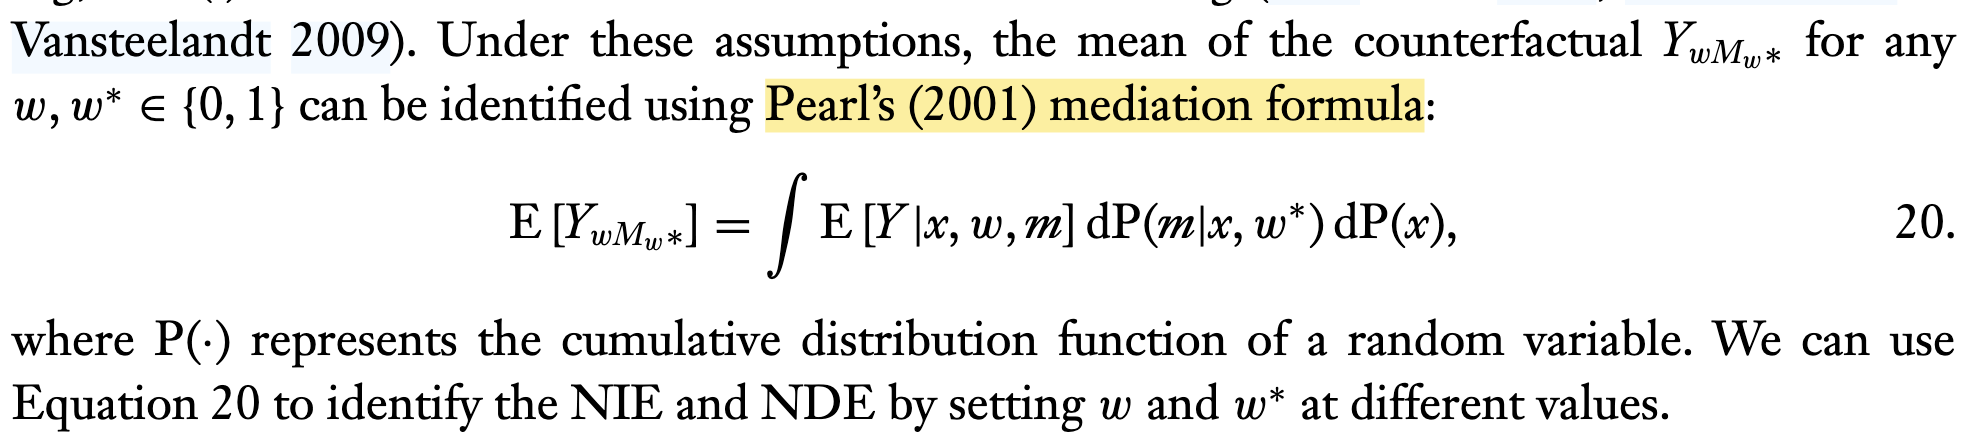 Vansteelandt 2009). Under these assumptions, the mean of the counterfactual Y_{wM_{w*}} for any
w, w* ∈ {0, 1} can be identified using Pearl’s (2001) mediation formula:
E [Y_{wM_{w*}}] = ∫ E [Y|x, w, m] dP(m|x, w*) dP(x), 20.
where P(·) represents the cumulative distribution function of a random variable. We can use
Equation 20 to identify the NIE and NDE by setting w and w* at different values.